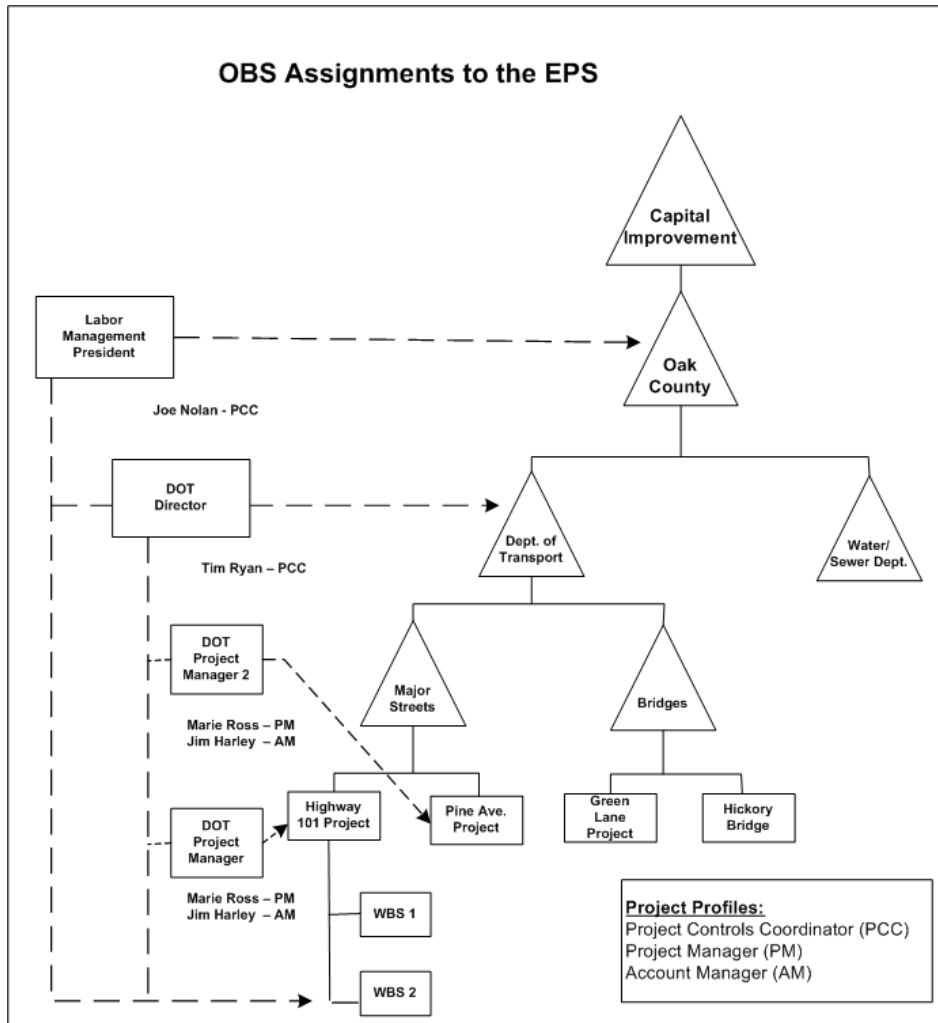 OBS Assignments to the EPS
Capital
Improvement
Labor
Management
President
Oak
County
Joe Nolan - PCC
DOT
Director
Dept. of
Transport
Water/
Sewer Dept.
Tim Ryan – PCC
DOT
Project
Manager 2
Major
Streets
Bridges
Marie Ross – PM
Jim Harley – AM
Highway
101 Project
Pine Ave.
Project
Green
Lane
Project
Hickory
Bridge
DOT
Project
Manager
Marie Ross – PM
Jim Harley – AM
WBS 1
WBS 2
Project Profiles:
Project Controls Coordinator (PCC)
Project Manager (PM)
Account Manager (AM)